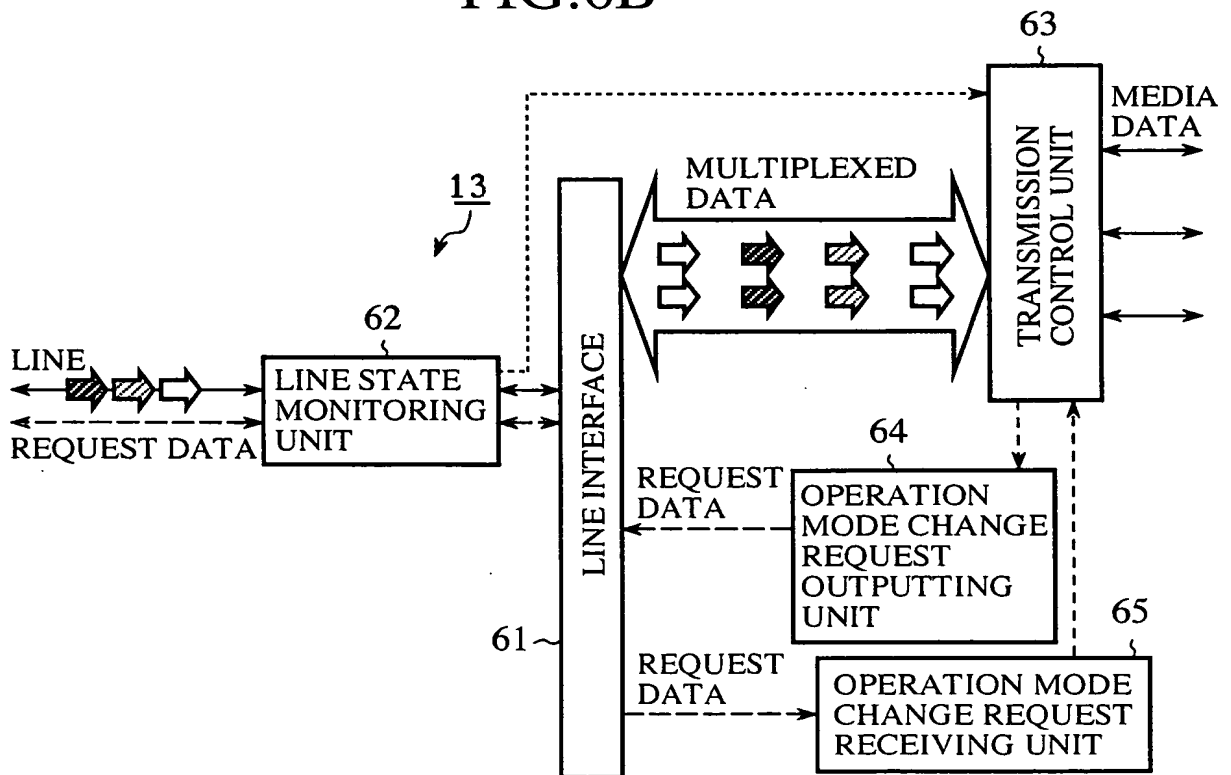 FIG.6B
63
MEDIA
DATA
TRANSMISSION
CONTROL UNIT
MULTIPLEXED
DATA
13
62
LINE
LINE STATE
MONITORING
UNIT
REQUEST DATA
LINE INTERFACE
64
REQUEST
DATA
OPERATION
MODE CHANGE
REQUEST
OUTPUTTING
UNIT
61
65
REQUEST
DATA
OPERATION MODE
CHANGE REQUEST
RECEIVING UNIT